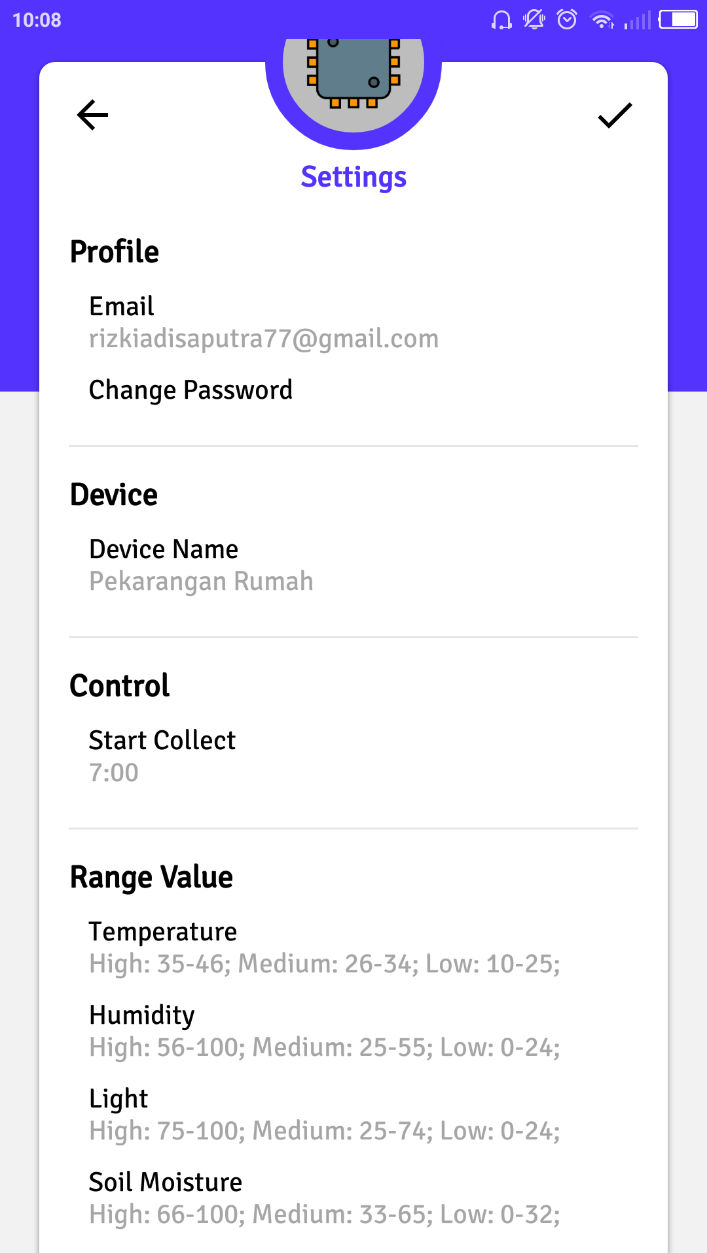 10:08
Settings
Profile
Email
rizkiadisaputra77@gmail.com
Change Password
Device
Device Name
Pekarangan Rumah
Control
Start Collect
7:00
Range Value
Temperature
High: 35-46; Medium: 26-34; Low: 10-25;
Humidity
High: 56-100; Medium: 25-55; Low: 0-24;
Light
High: 75-100; Medium: 25-74; Low: 0-24;
Soil Moisture
High: 66-100; Medium: 33-65; Low: 0-32;